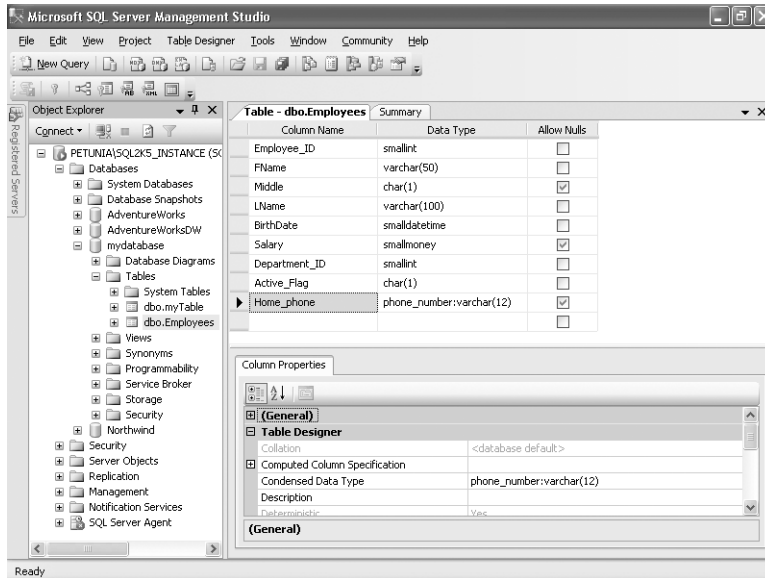 Microsoft SQL Server Management Studio
File Edit View Project Table Designer Tools Window Community Help
New Query
Registered Servers
Object Explorer
Connect
PETUNIA\SQL2K5_INSTANCE (SQ
Databases
System Databases
Database Snapshots
AdventureWorks
AdventureWorksDW
mydatabase
Database Diagrams
Tables
System Tables
dbo.myTable
dbo.Employees
Views
Synonyms
Programmability
Service Broker
Storage
Security
Northwind
Security
Server Objects
Replication
Management
Notification Services
SQL Server Agent
Table - dbo.Employees Summary
Column Name Data Type Allow Nulls
Employee_ID smallint
FName varchar(50)
Middle char(1)
LName varchar(100)
BirthDate smalldatetime
Salary smallmoney
Department_ID smallint
Active_Flag char(1)
Home_phone phone_number:varchar(12)
Column Properties
(General)
Table Designer
Collation <database default>
Computed Column Specification
Condensed Data Type phone_number:varchar(12)
Description
Deterministic Yes
(General)
Ready